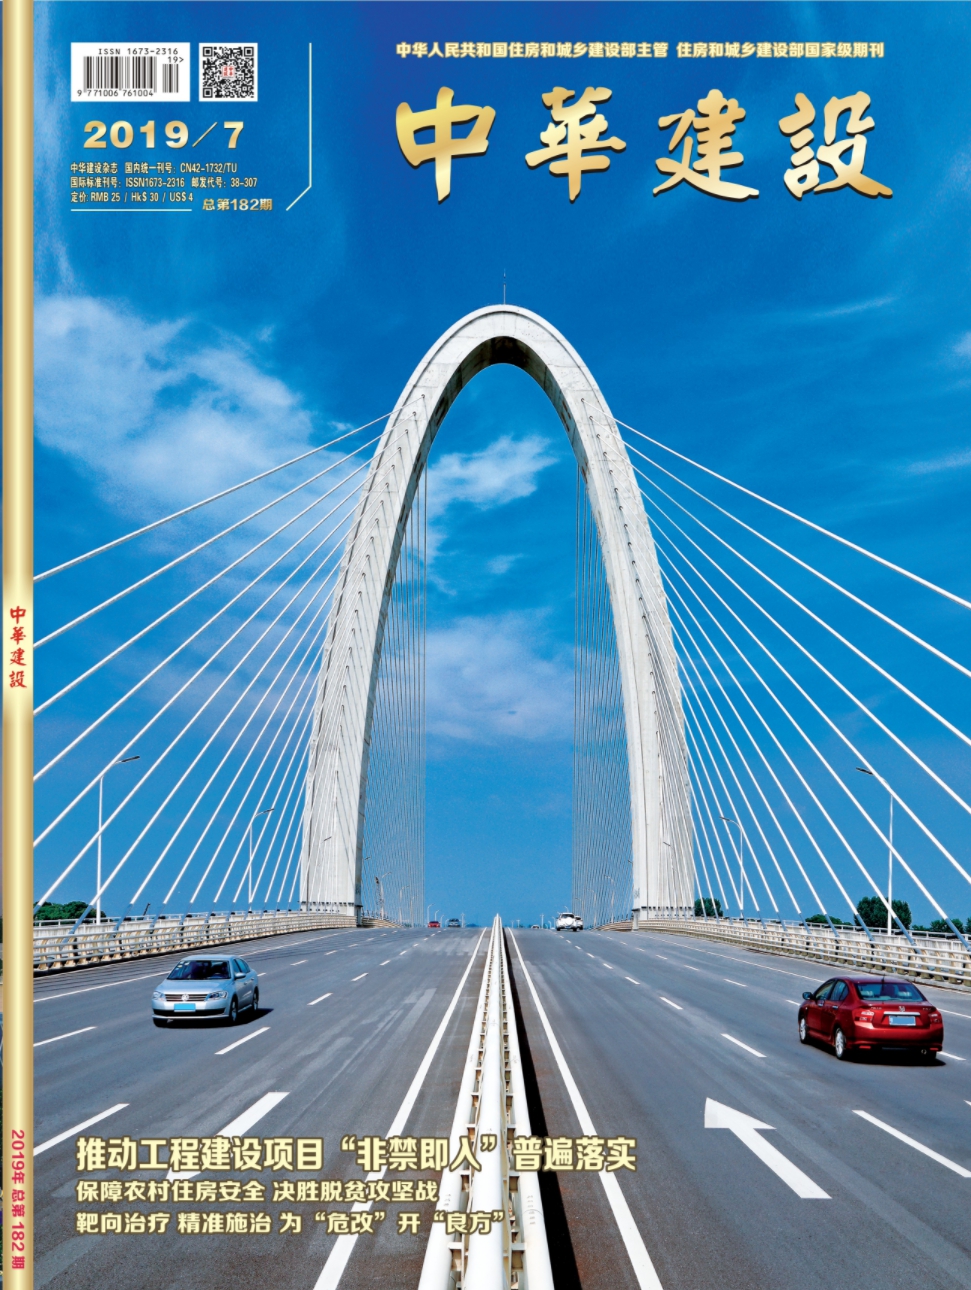 ISSN 1673-2316
19>
9 771006 761004
中华人民共和国住房和城乡建设部主管 住房和城乡建设部国家级期刊
中華建設
2019/7
中华建设杂志 国内统一刊号：CN42-1732/TU
国际标准刊号：ISSN1673-2316 邮发代号：38-307
定价：RMB 25 / Hk$ 30 / US$ 4
总第182期
中華建設
2019年 总第 182 期
推动工程建设项目“非禁即入”普遍落实
保障农村住房安全 决胜脱贫攻坚战
靶向治疗 精准施治 为“危改”开“良方”